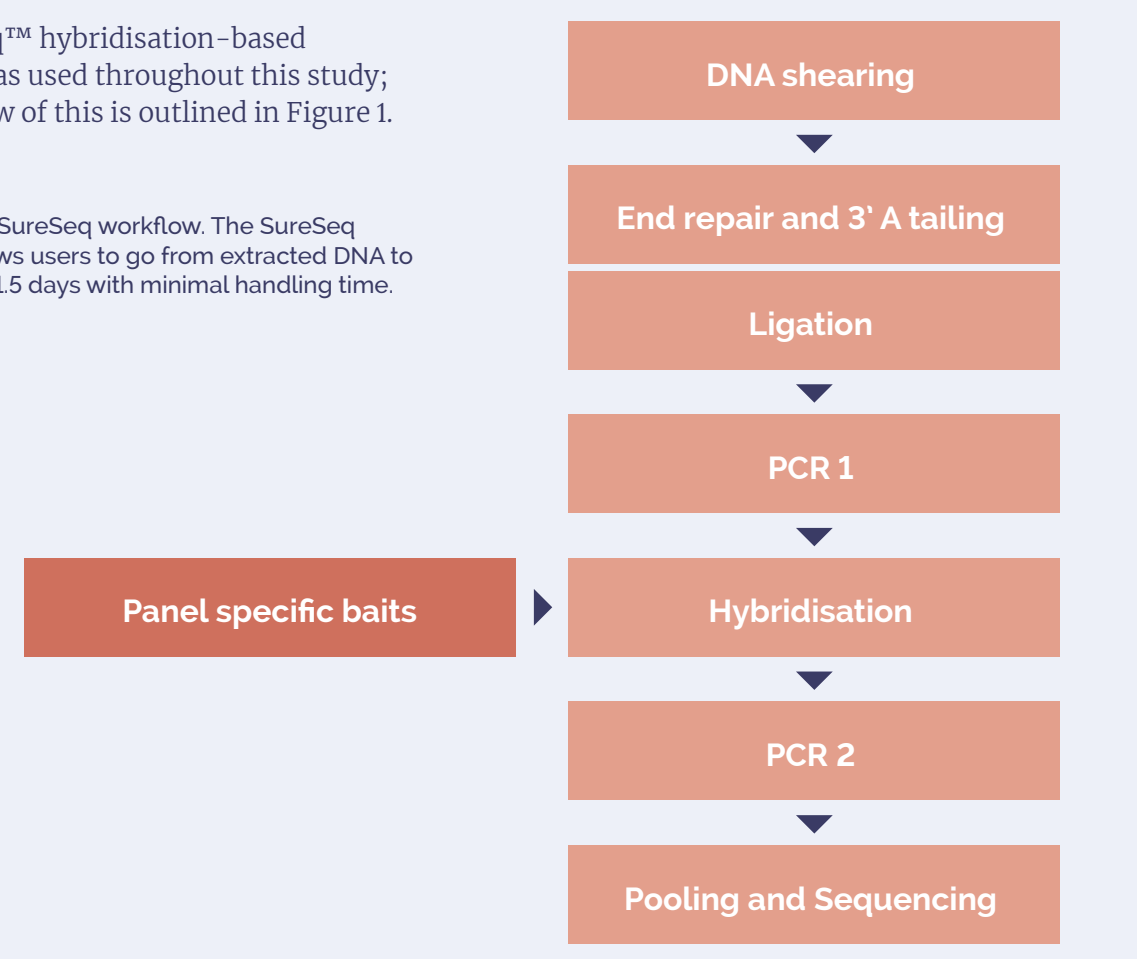 ™ hybridisation-based
used throughout this study;
of this is outlined in Figure 1.
SureSeq workflow. The SureSeq
users to go from extracted DNA to
1.5 days with minimal handling time.
DNA shearing
End repair and 3’ A tailing
Ligation
PCR 1
Panel specific baits
Hybridisation
PCR 2
Pooling and Sequencing